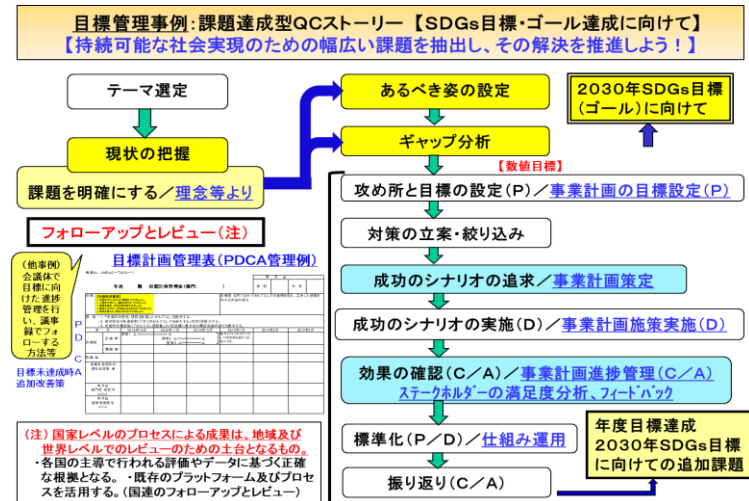 目標管理事例:課題達成型QCストーリー 【SDGs目標・ゴール達成に向けて】
【持続可能な社会実現のための幅広い課題を抽出し、その解決を推進しよう!】
テーマ選定
現状の把握
課題を明確にする/理念等より
あるべき姿の設定
ギャップ分析
2030年SDGs目標
(ゴール)に向けて
【数値目標】
攻め所と目標の設定(P)/事業計画の目標設定(P)
対策の立案・絞り込み
成功のシナリオの追求/事業計画策定
成功のシナリオの実施(D)/事業計画施策実施(D)
効果の確認(C/A)/事業計画進捗管理(C/A)
ステークホルダーの満足度分析、フィードバック
標準化(P/D)/仕組み運用
振り返り(C/A)
年度目標達成
2030年SDGs目標
に向けての追加課題
フォローアップとレビュー(注)
目標計画管理表(PDCA管理例)
(他事例)
会議体で
目標に向
けた進捗
管理を行
い、議事
録でフォ
ローする
方法等
P
D
C
A
目標未達成時
追加改善策
(注) 国家レベルのプロセスによる成果は、地域及び
世界レベルでのレビューのための土台となるもの。
・各国の主導で行われる評価やデータに基づく正確
な根拠となる。 ・既存のプラットフォーム及びプロセ
スを活用する。(国連のフォローアップとレビュー)